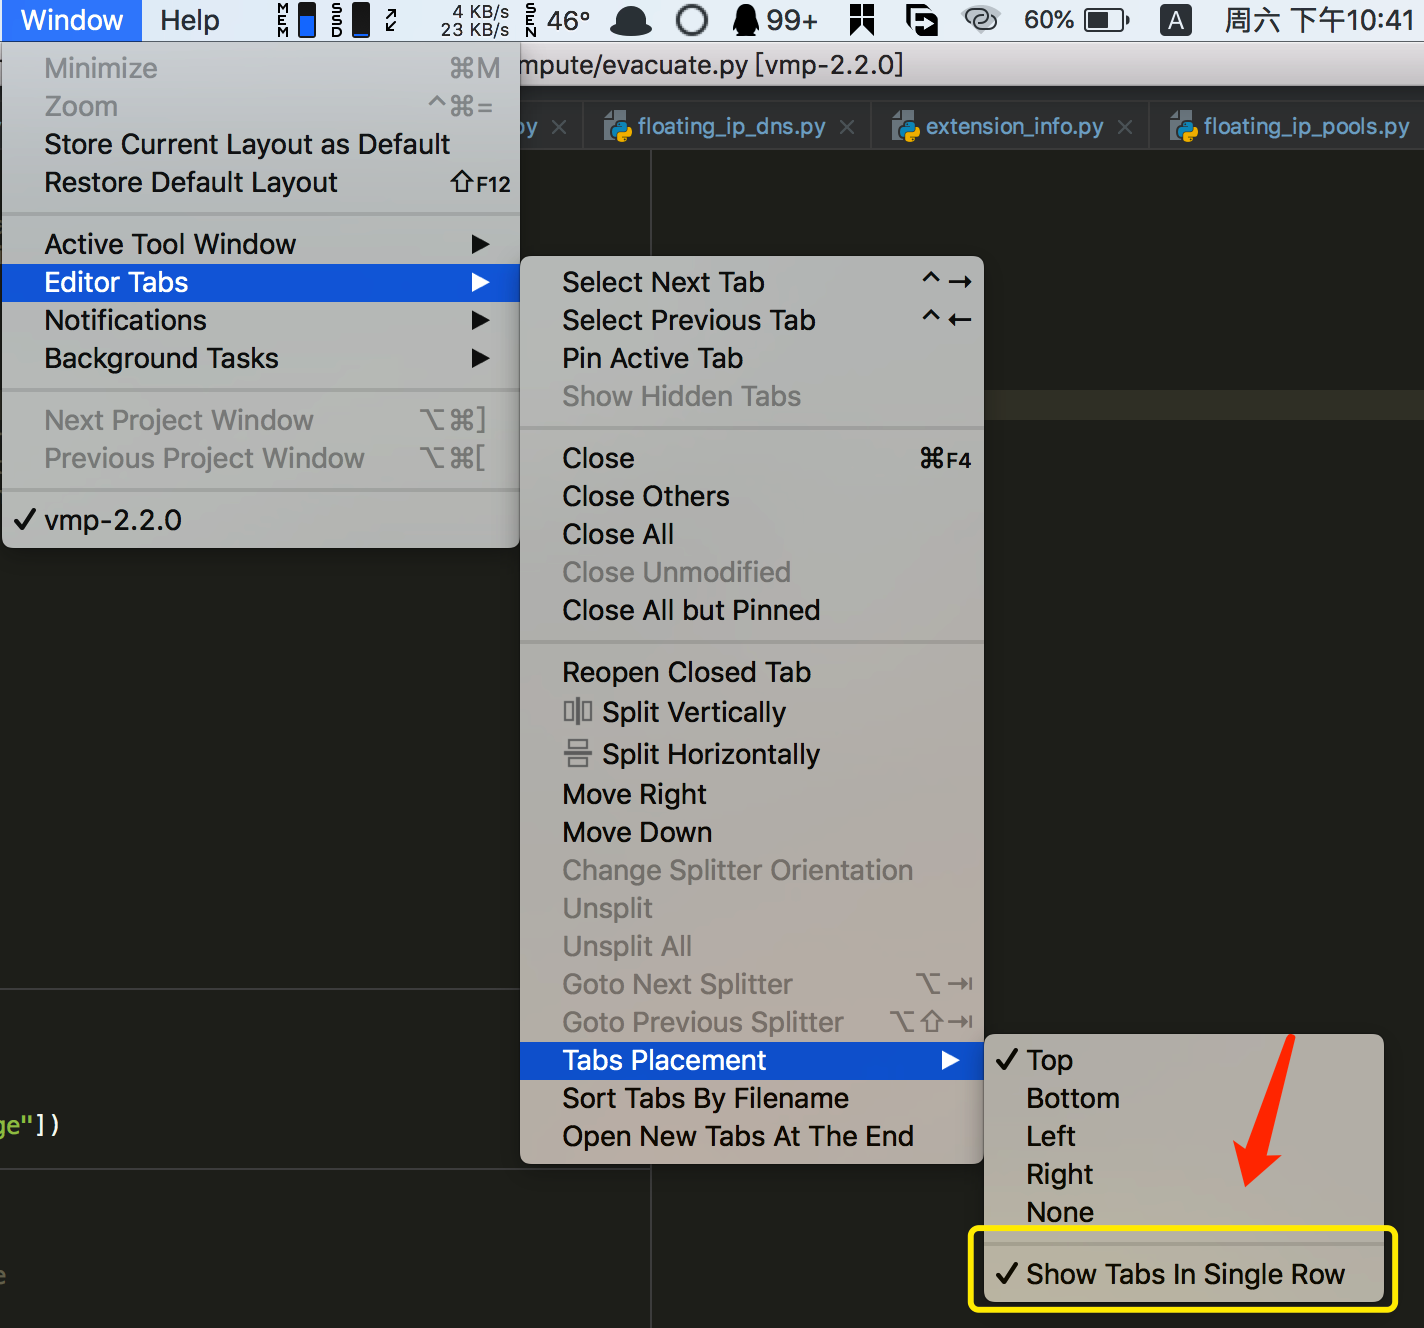 Window Help MEM SSD 4 KB/s 23 KB/s SEN 46° 99+ 60% A 周六 下午10:41
mpute/evacuate.py [vmp-2.2.0]
py floating_ip_dns.py extension_info.py floating_ip_pools.py
Minimize ⌘M
Zoom ^⌘=
Store Current Layout as Default
Restore Default Layout ⇧F12
Active Tool Window ▶
Editor Tabs ▶
Notifications ▶
Background Tasks ▶
Next Project Window ⌥⌘]
Previous Project Window ⌥⌘[
✓ vmp-2.2.0
Select Next Tab ^→
Select Previous Tab ^←
Pin Active Tab
Show Hidden Tabs
Close ⌘F4
Close Others
Close All
Close Unmodified
Close All but Pinned
Reopen Closed Tab
Split Vertically
Split Horizontally
Move Right
Move Down
Change Splitter Orientation
Unsplit
Unsplit All
Goto Next Splitter ⌥⇥
Goto Previous Splitter ⌥⇧⇥
Tabs Placement ▶
Sort Tabs By Filename
Open New Tabs At The End
✓ Top
Bottom
Left
Right
None
✓ Show Tabs In Single Row
ge"])
e